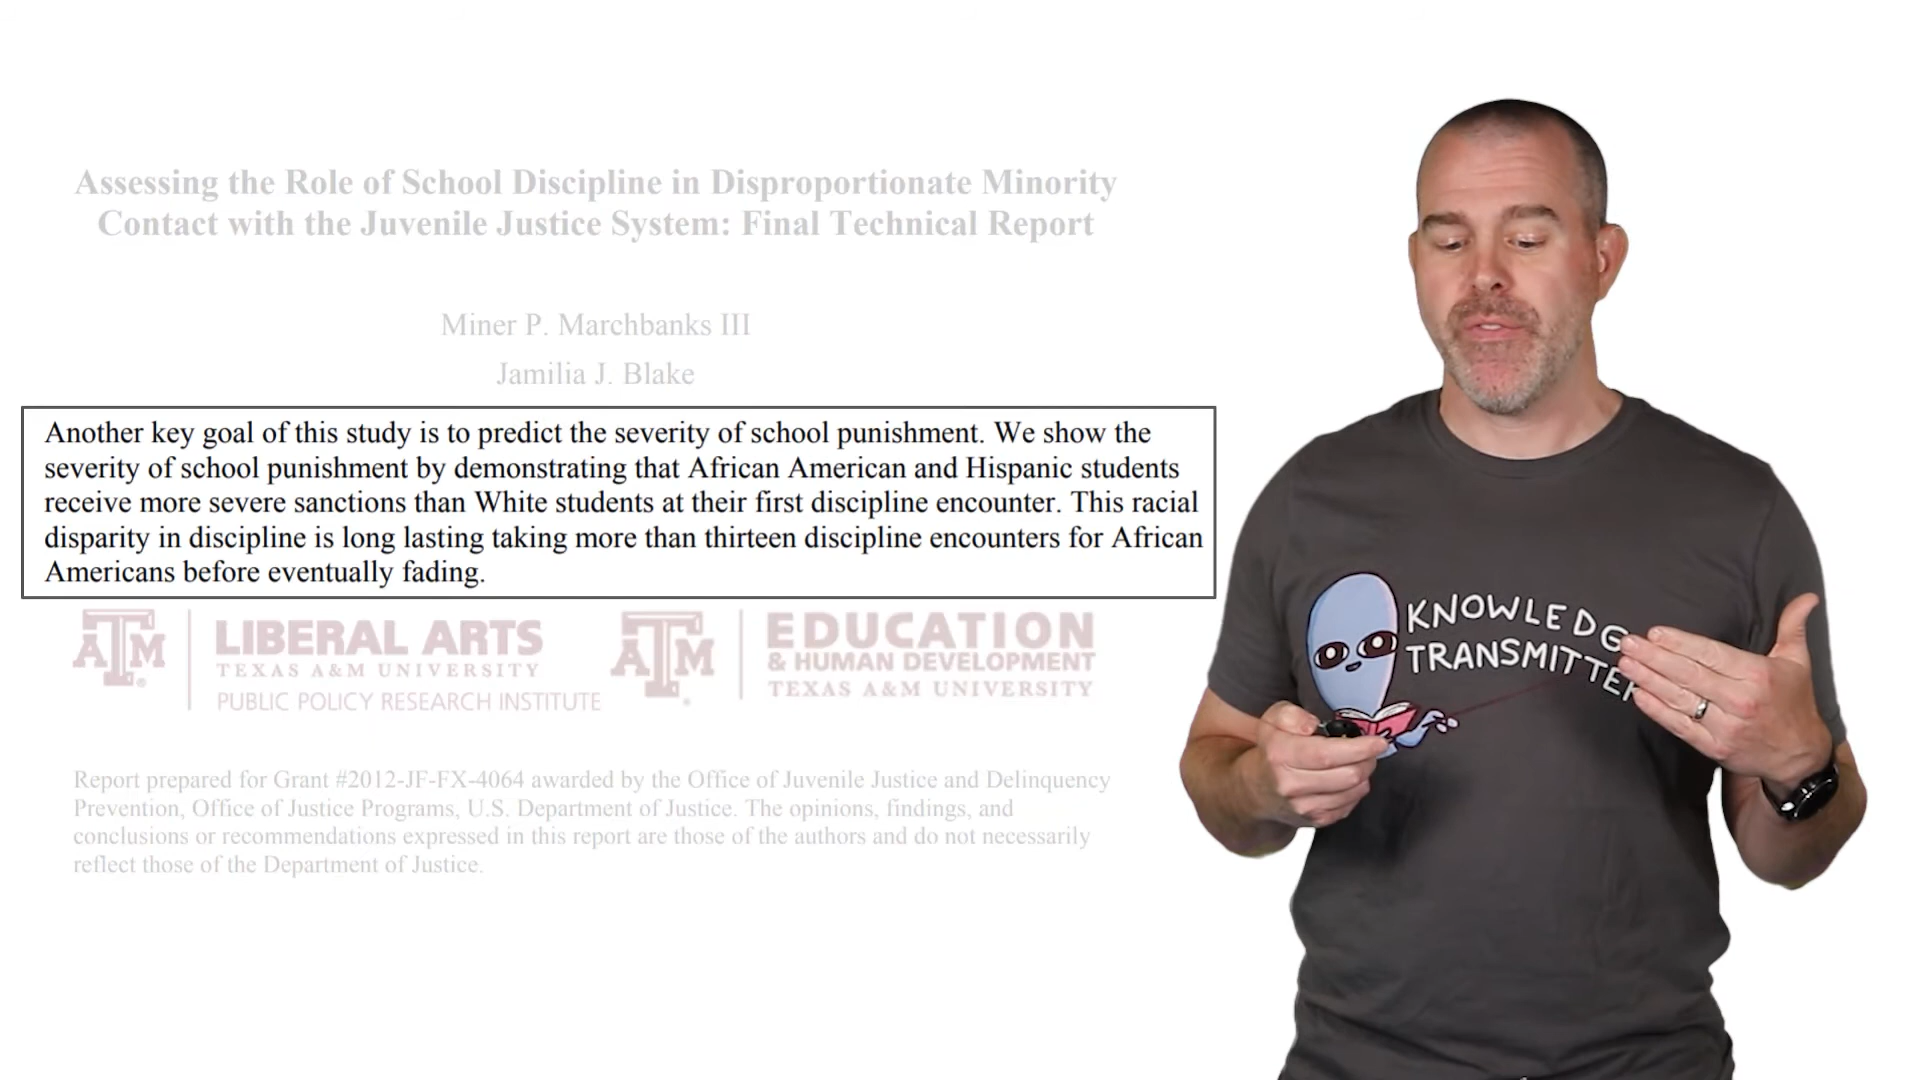 Assessing the Role of School Discipline in Disproportionate Minority
Contact with the Juvenile Justice System: Final Technical Report
Miner P. Marchbanks III
Jamilia J. Blake
Another key goal of this study is to predict the severity of school punishment. We show the
severity of school punishment by demonstrating that African American and Hispanic students
receive more severe sanctions than White students at their first discipline encounter. This racial
disparity in discipline is long lasting taking more than thirteen discipline encounters for African
Americans before eventually fading.
ATM
LIBERAL ARTS
TEXAS A&M UNIVERSITY
PUBLIC POLICY RESEARCH INSTITUTE
ATM
EDUCATION
& HUMAN DEVELOPMENT
TEXAS A&M UNIVERSITY
Report prepared for Grant #2012-JF-FX-4064 awarded by the Office of Juvenile Justice and Delinquency
Prevention, Office of Justice Programs, U.S. Department of Justice. The opinions, findings, and
conclusions or recommendations expressed in this report are those of the authors and do not necessarily
reflect those of the Department of Justice.
KNOWLEDG
TRANSMITTER